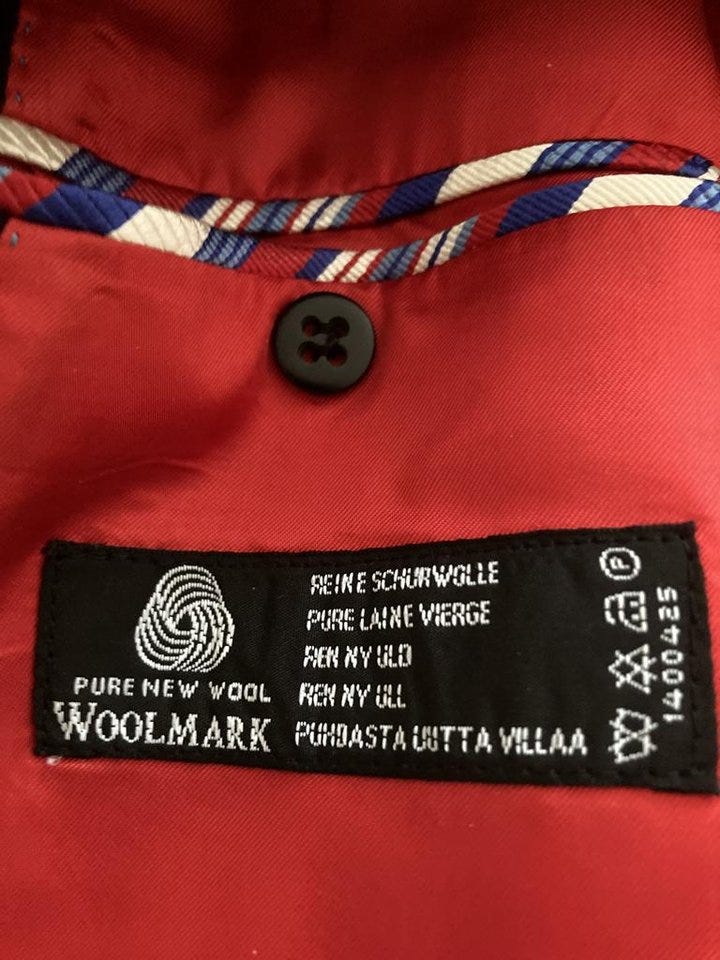 PURE NEW WOOL
WOOLMARK
REINE SCHURWOLLE
PURE LAINE VIERGE
REN NY ULD
REN NY ULL
PUHDASTA UUTTA VILLAA
P
1400425